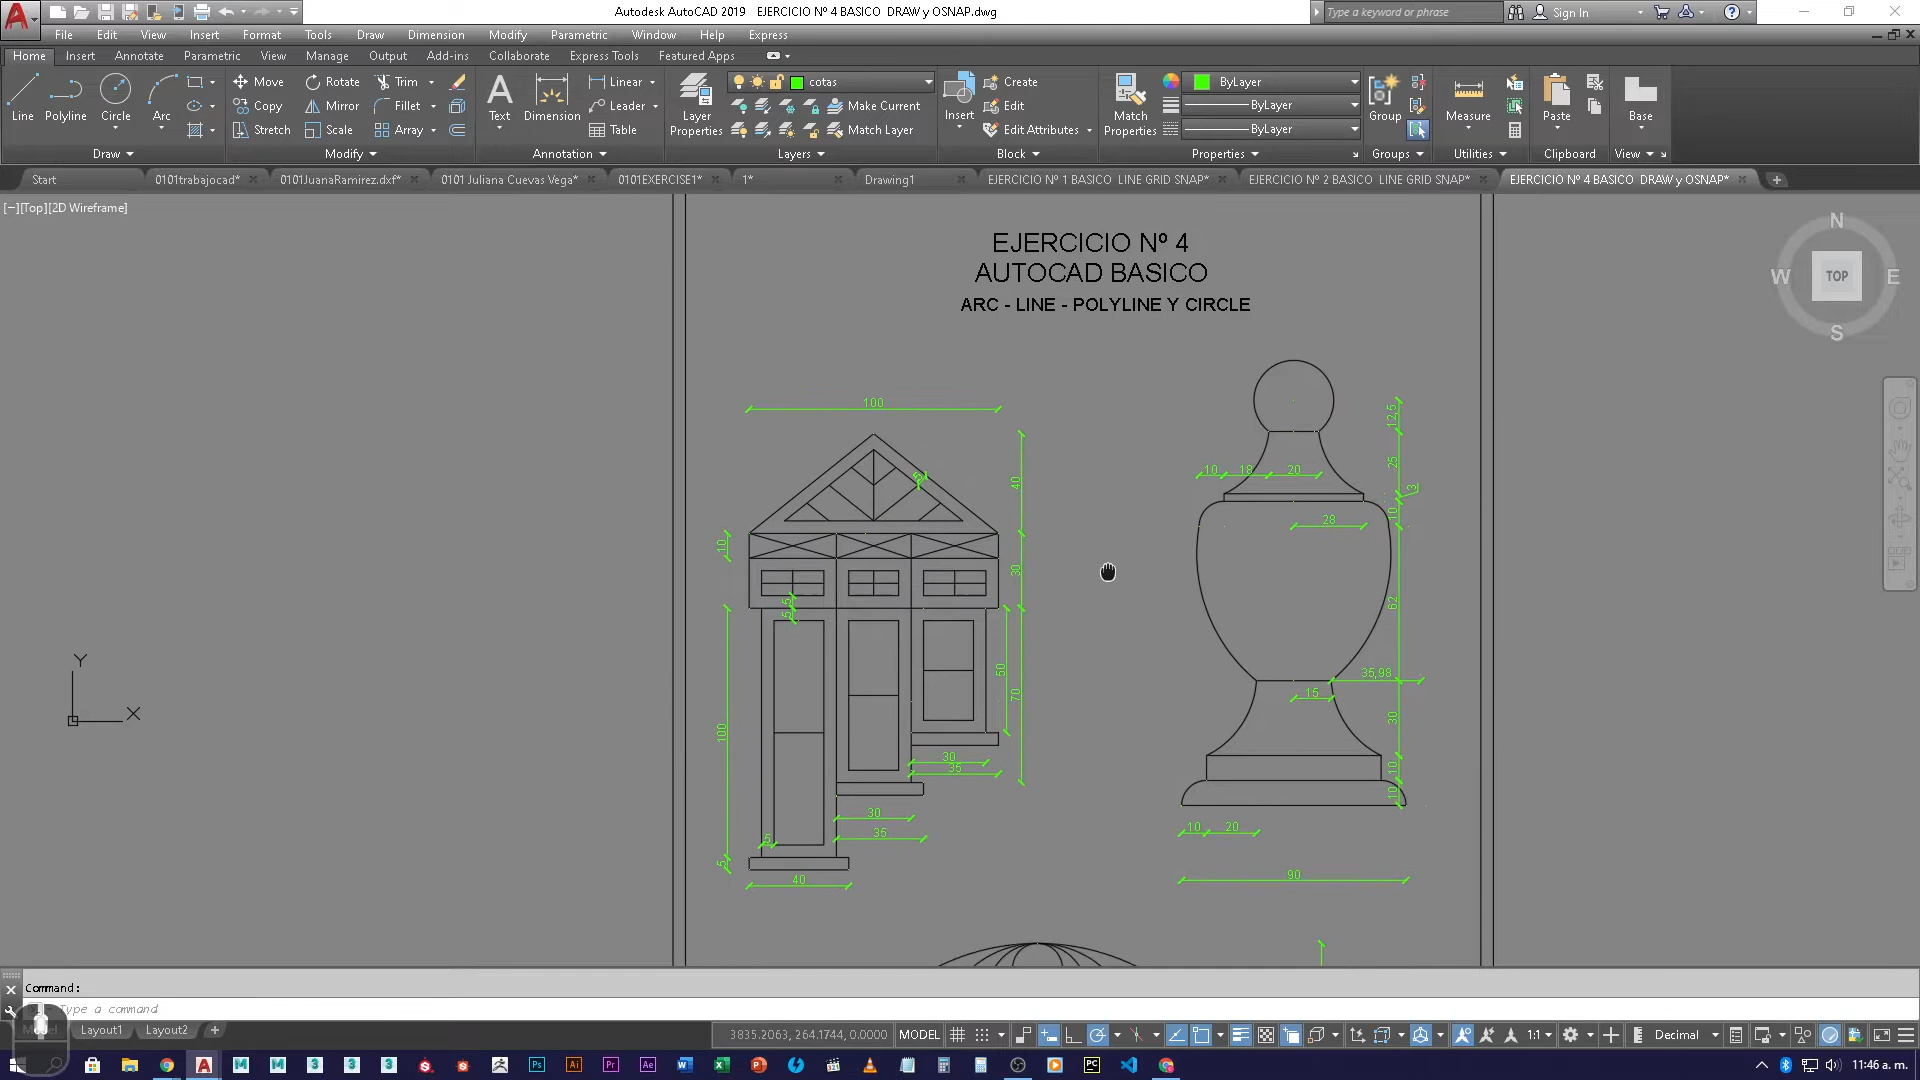 Autodesk AutoCAD 2019 EJERCICIO Nº 4 BASICO DRAW y OSNAP.dwg
Type a keyword or phrase
Sign In
File Edit View Insert Format Tools Draw Dimension Modify Parametric Window Help Express
Home Insert Annotate Parametric View Manage Output Add-ins Collaborate Express Tools Featured Apps
Line Polyline Circle Arc
Move Rotate Trim
Copy Mirror Fillet
Stretch Scale Array
Text Dimension
Linear
Leader
Table
Layer Properties
cotas
Make Current
Match Layer
Insert
Create
Edit
Edit Attributes
Match Properties
ByLayer
ByLayer
ByLayer
Group Measure Paste Base
Draw Modify Annotation Layers Block Properties Groups Utilities Clipboard View
Start 0101trabajocad* 0101JuanaRamirez.dxf* 0101 Juliana Cuevas Vega* 0101EXERCISE1* 1* Drawing1 EJERCICIO Nº 1 BASICO LINE GRID SNAP* EJERCICIO Nº 2 BASICO LINE GRID SNAP* EJERCICIO Nº 4 BASICO DRAW y OSNAP*
[−][Top][2D Wireframe]
N
W TOP E
S
EJERCICIO Nº 4
AUTOCAD BASICO
ARC - LINE - POLYLINE Y CIRCLE
100
40
10
30
5
5
50
70
100
30
35
30
35
5
5
40
12,5
25
10 18 20
3
10
28
62
35,98
15
30
10
10
10 20
90
Y
X
Command:
Type a command
Layout1 Layout2
3835.2063, 264.1744, 0.0000 MODEL 1:1 Decimal
11:46 a. m.